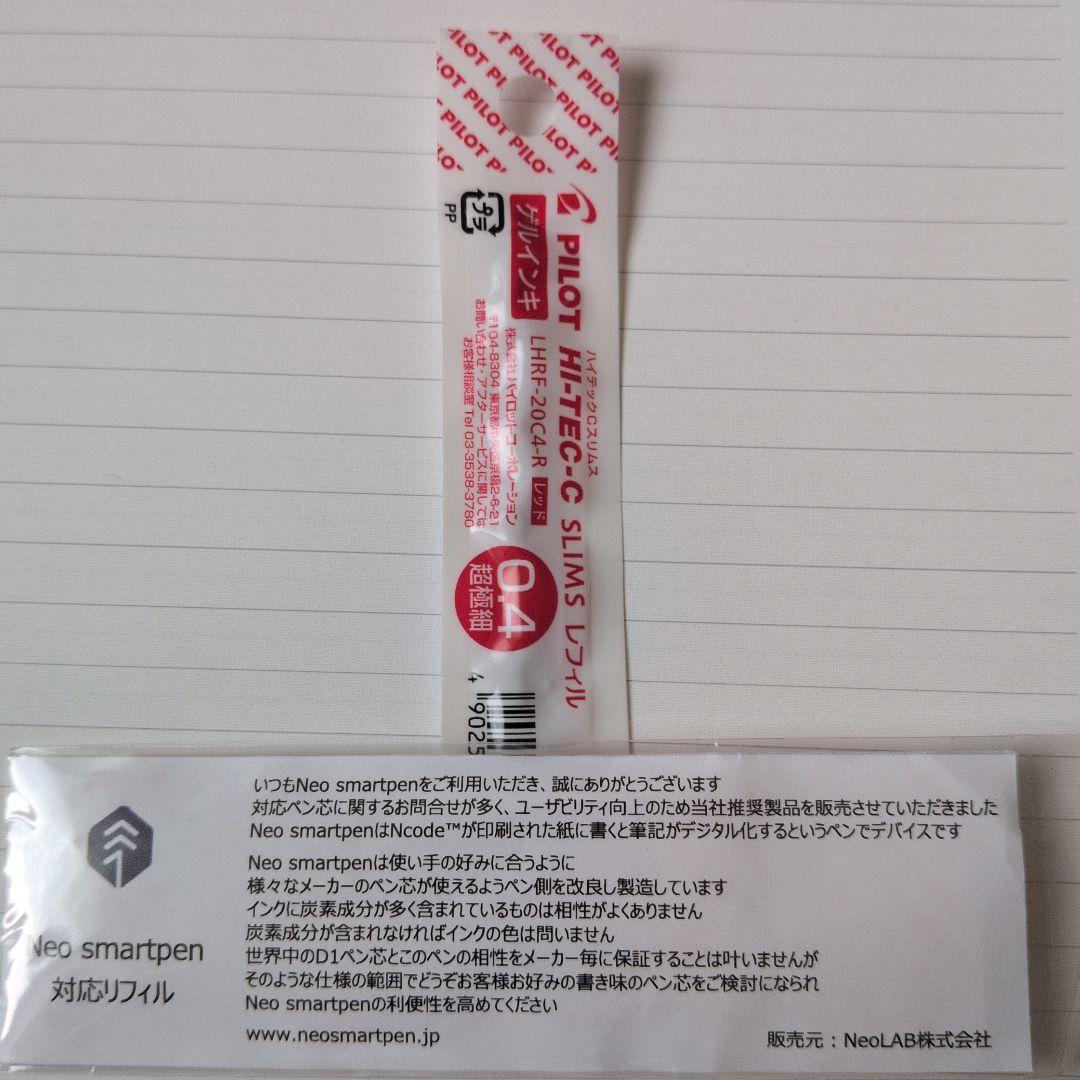 PILOT PILOT PILOT
PILOT HI-TEC-C SLIMS レフィル
ハイテックCスリムス
ゲルインキ
LHRF-20C4-R レッド
株式会社パイロットコーポレーション
〒104-8304 東京都中央区京橋2-6-21
お問い合わせ・アフターサービスに関しては
お客様相談室 Tel 03-3538-3780
プラ
PP
0.4
超極細
4 9025
いつもNeo smartpenをご利用いただき、誠にありがとうございます
対応ペン芯に関するお問合せが多く、ユーザビリティ向上のため当社推奨製品を販売させていただきました
Neo smartpenはNcode™が印刷された紙に書くと筆記がデジタル化するというペンでデバイスです
Neo smartpenは使い手の好みに合うように
様々なメーカーのペン芯が使えるようペン側を改良し製造しています
インクに炭素成分が多く含まれているものは相性がよくありません
炭素成分が含まれなければインクの色は問いません
世界中のD1ペン芯とこのペンの相性をメーカー毎に保証することは叶いませんが
そのような仕様の範囲でどうぞお客様お好みの書き味のペン芯をご検討になられ
Neo smartpenの利便性を高めてください
Neo smartpen
対応リフィル
www.neosmartpen.jp
販売元：NeoLAB株式会社